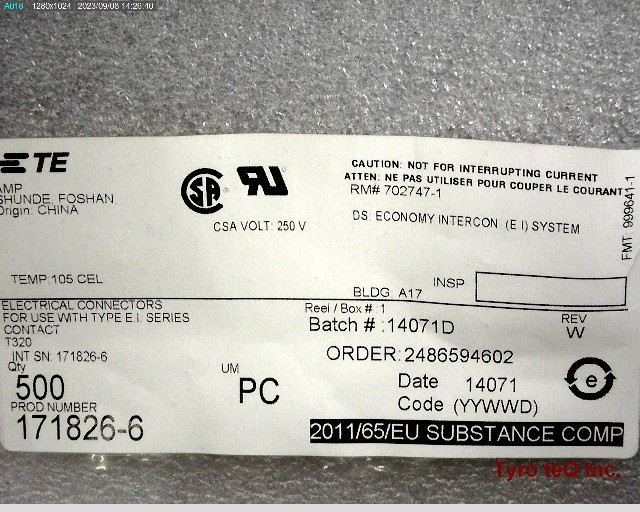 A018 1280x1024 2023/09/08 14:26:40
TE
AMP
SHUNDE, FOSHAN
Origin: CHINA
CSA VOLT: 250 V
CAUTION: NOT FOR INTERRUPTING CURRENT
ATTEN: NE PAS UTILISER POUR COUPER LE COURANT
RM# 702747-1
DS: ECONOMY INTERCON. (E.I) SYSTEM
FMT: 999641-1
TEMP:105 CEL
BLDG A17
INSP
ELECTRICAL CONNECTORS
FOR USE WITH TYPE E.I. SERIES
CONTACT
T320
INT SN: 171826-6
Reel / Box # :1
Batch # :14071D
REV
W
ORDER:2486594602
Qty
500
UM
PC
Date 14071
Code (YYWWD)
e
PROD NUMBER
171826-6
2011/65/EU SUBSTANCE COMP
Tyro teQ Inc.